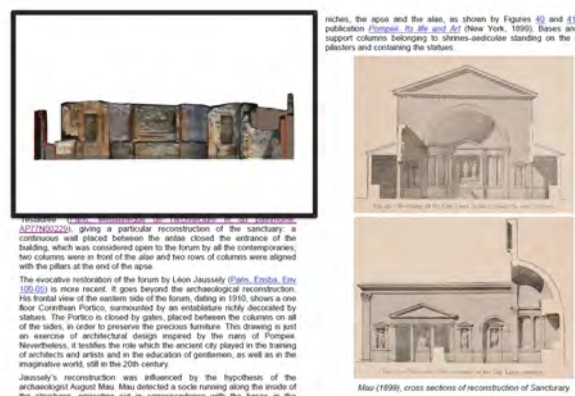 AP77N00229), giving a particular reconstruction of the sanctuary: a
continuous wall placed between the antae closed the entrance of the
building, which was considered open to the forum by all the contemporaries;
two columns were in front of the alae and two rows of columns were aligned
with the pillars at the end of the apse.
The evocative restoration of the forum by Léon Jaussely (Paris, Ensba, Env
100-05) is more recent. It goes beyond the archaeological reconstruction.
His frontal view of the eastern side of the forum, dating in 1910, shows a one
floor Corinthian Portico, surmounted by an entablature richly decorated by
statues. The Portico is closed by gates, placed between the columns on all
of the sides, in order to preserve the precious furniture. This drawing is just
an exercise of architectural design inspired by the ruins of Pompeii.
Nevertheless, it testifies the role which the ancient city played in the training
of architects and artists and in the education of gentlemen, as well as in the
imaginative world, still in the 20th century.
Jaussely's reconstruction was influenced by the hypothesis of the
archaeologist August Mau. Mau detected a socle running along the inside of
niches, the apse and the alae, as shown by Figures 40 and 41
publication Pompeii. Its life and Art (New York, 1899). Bases and
support columns belonging to shrines-aediculae standing on the
pilasters and containing the statues.
Mau (1899), cross sections of reconstruction of Sancturary